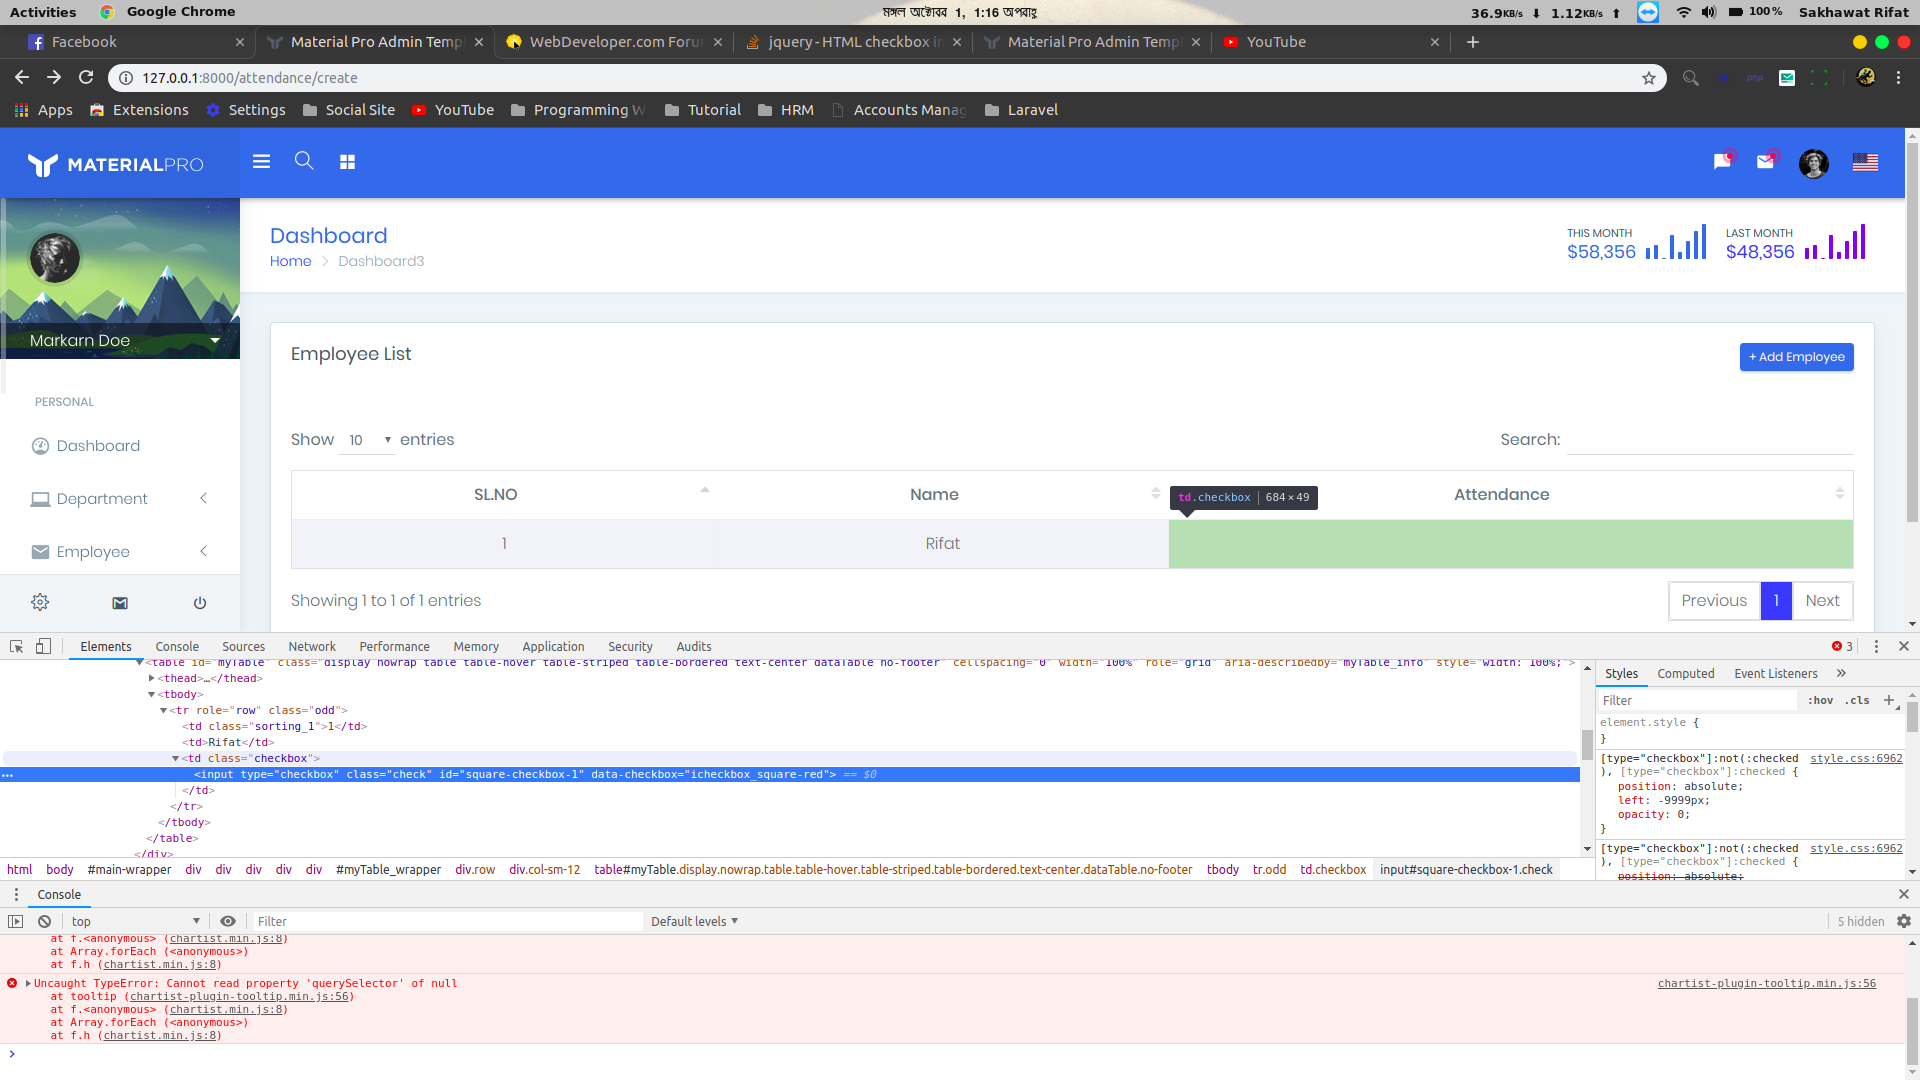 Activities Google Chrome মঙ্গল অক্টোবর 1, 1:16 অপরাহ্ণ 36.9KB/s 1.12KB/s 100% Sakhawat Rifat
Facebook Material Pro Admin Temp WebDeveloper.com Foru jquery - HTML checkbox in Material Pro Admin Temp YouTube
127.0.0.1:8000/attendance/create php
Apps Extensions Settings Social Site YouTube Programming W Tutorial HRM Accounts Manag Laravel
MATERIALPRO
Dashboard
Home Dashboard3
THIS MONTH
$58,356
LAST MONTH
$48,356
Markarn Doe
PERSONAL
Dashboard
Department
Employee
Employee List + Add Employee
Show 10 entries Search:
SL.NO Name Attendance
td.checkbox 684 × 49
1 Rifat
Showing 1 to 1 of 1 entries Previous 1 Next
Elements Console Sources Network Performance Memory Application Security Audits 3
<table id="myTable" class="display nowrap table table-hover table-striped table-bordered text-center dataTable no-footer" cellspacing="0" width="100%" role="grid" aria-describedby="myTable_info" style="width: 100%;">
<thead>…</thead>
<tbody>
<tr role="row" class="odd">
<td class="sorting_1">1</td>
<td>Rifat</td>
<td class="checkbox">
<input type="checkbox" class="check" id="square-checkbox-1" data-checkbox="icheckbox_square-red"> == $0
</td>
</tr>
</tbody>
</table>
</div>
Styles Computed Event Listeners »
Filter :hov .cls +
element.style {
}
[type="checkbox"]:not(:checked style.css:6962
), [type="checkbox"]:checked {
position: absolute;
left: -9999px;
opacity: 0;
}
[type="checkbox"]:not(:checked style.css:6962
), [type="checkbox"]:checked {
position: absolute;
html body #main-wrapper div div div div div #myTable_wrapper div.row div.col-sm-12 table#myTable.display.nowrap.table.table-hover.table-striped.table-bordered.text-center.dataTable.no-footer tbody tr.odd td.checkbox input#square-checkbox-1.check
Console
top Filter Default levels 5 hidden
at f.<anonymous> (chartist.min.js:8)
at Array.forEach (<anonymous>)
at f.h (chartist.min.js:8)
Uncaught TypeError: Cannot read property 'querySelector' of null chartist-plugin-tooltip.min.js:56
at tooltip (chartist-plugin-tooltip.min.js:56)
at f.<anonymous> (chartist.min.js:8)
at Array.forEach (<anonymous>)
at f.h (chartist.min.js:8)